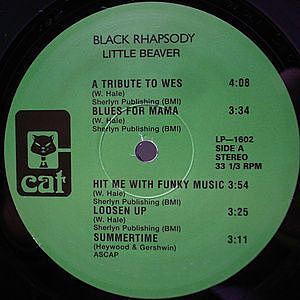 BLACK RHAPSODY
LITTLE BEAVER
A TRIBUTE TO WES 4:08
(W. Hale)
Sherlyn Publishing (BMI)
BLUES FOR MAMA 3:34
(W. Hale)
Sherlyn Publishing (BMI)
LP—1602
SIDE A
STEREO
33 1/3 RPM
cat
HIT ME WITH FUNKY MUSIC 3:54
(W. Hale)
Sherlyn Publishing (BMI)
LOOSEN UP 3:25
(W. Hale)
Sherlyn Publishing (BMI)
SUMMERTIME 3:11
(Heywood & Gershwin)
ASCAP